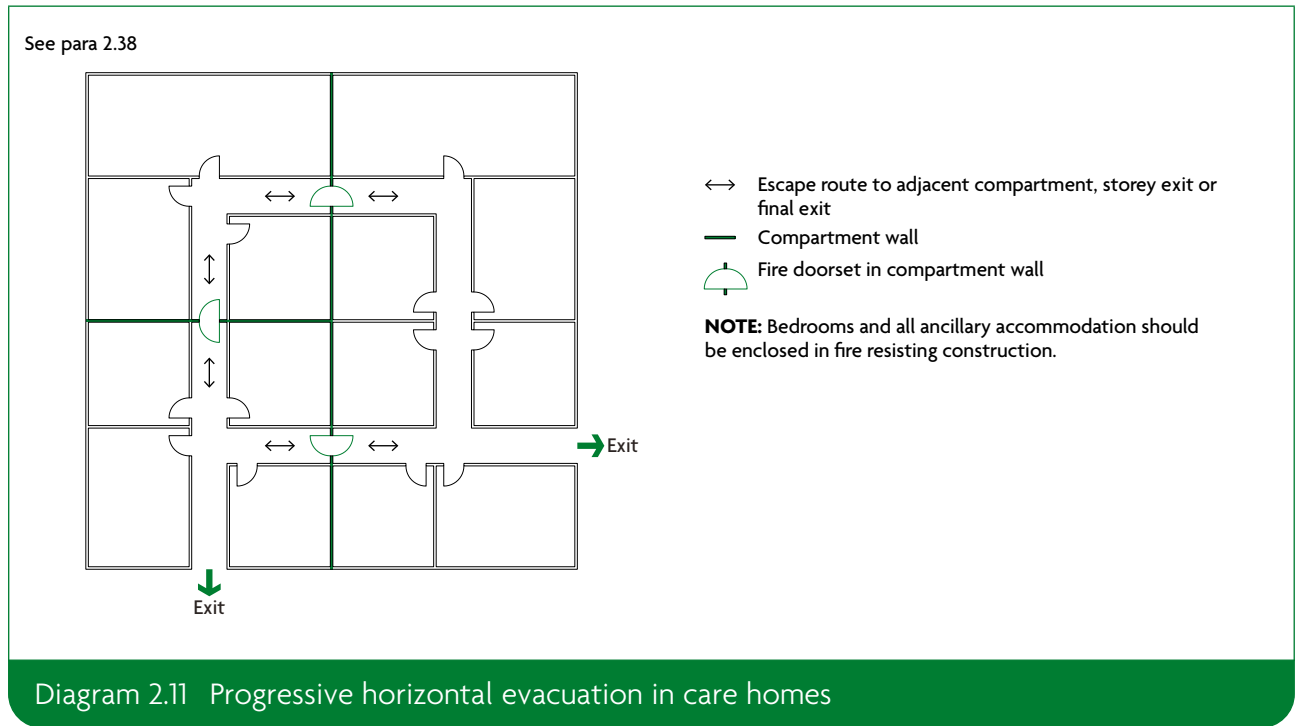 See para 2.38
Escape route to adjacent compartment, storey exit or
final exit
Compartment wall
Fire doorset in compartment wall
NOTE: Bedrooms and all ancillary accommodation should
be enclosed in fire resisting construction.
Exit
Exit
Diagram 2.11 Progressive horizontal evacuation in care homes